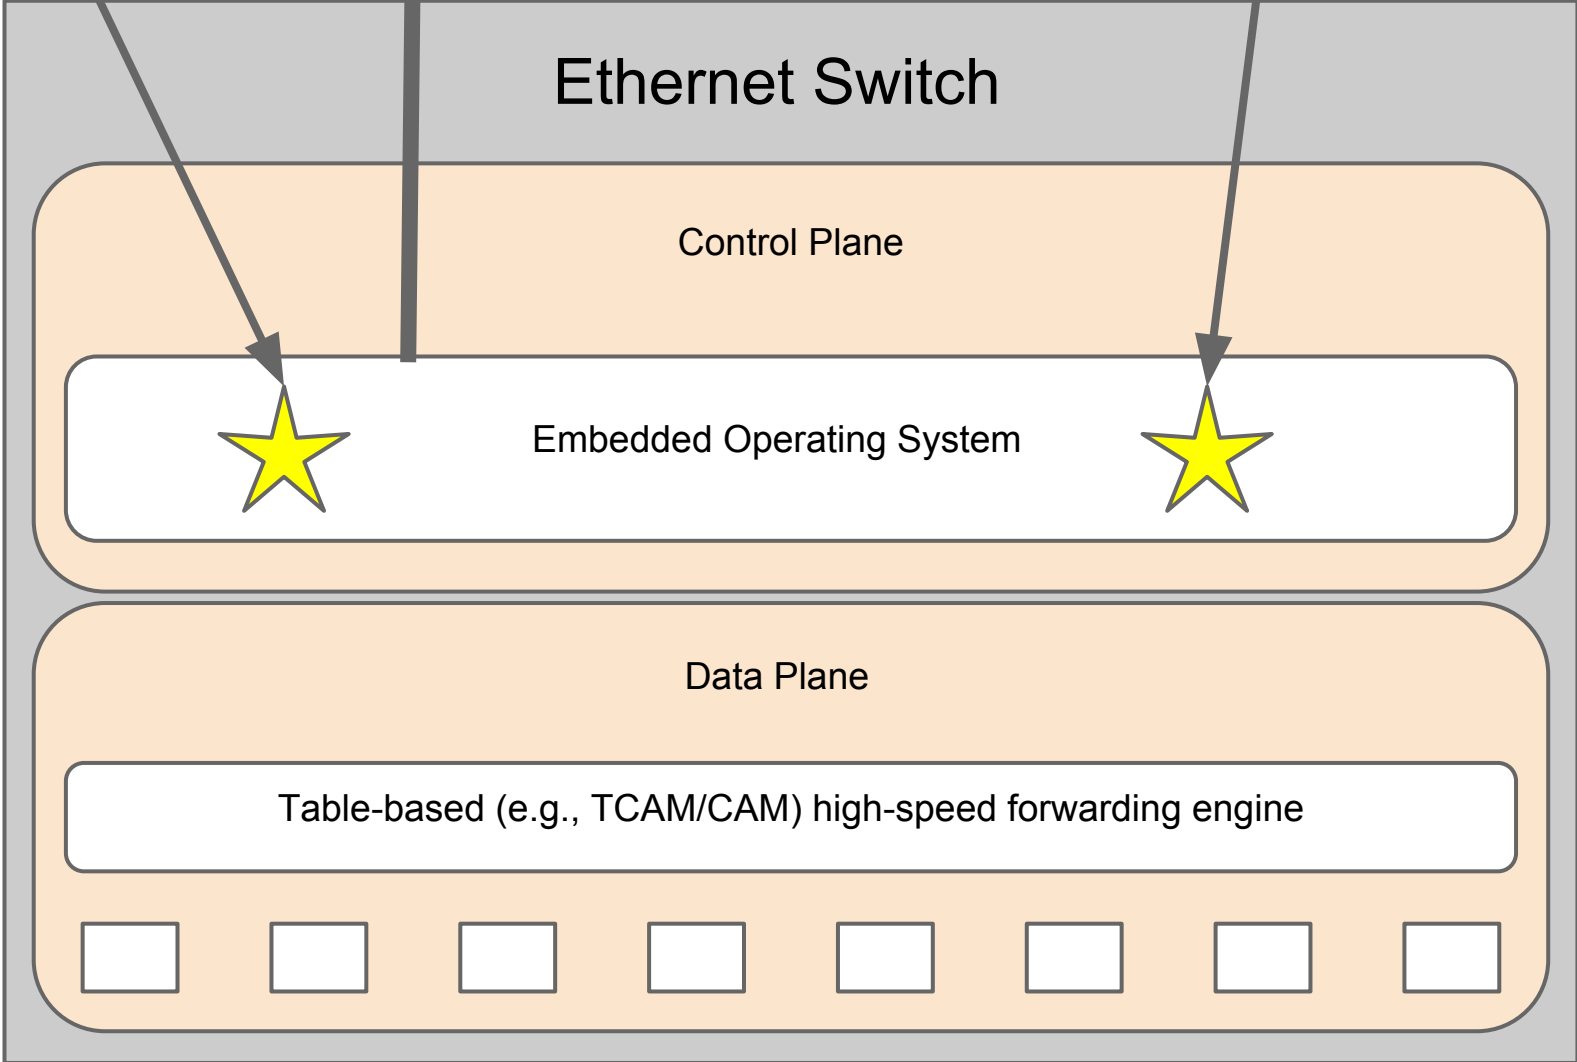 Ethernet Switch
Control Plane
Embedded Operating System
Data Plane
Table-based (e.g., TCAM/CAM) high-speed forwarding engine